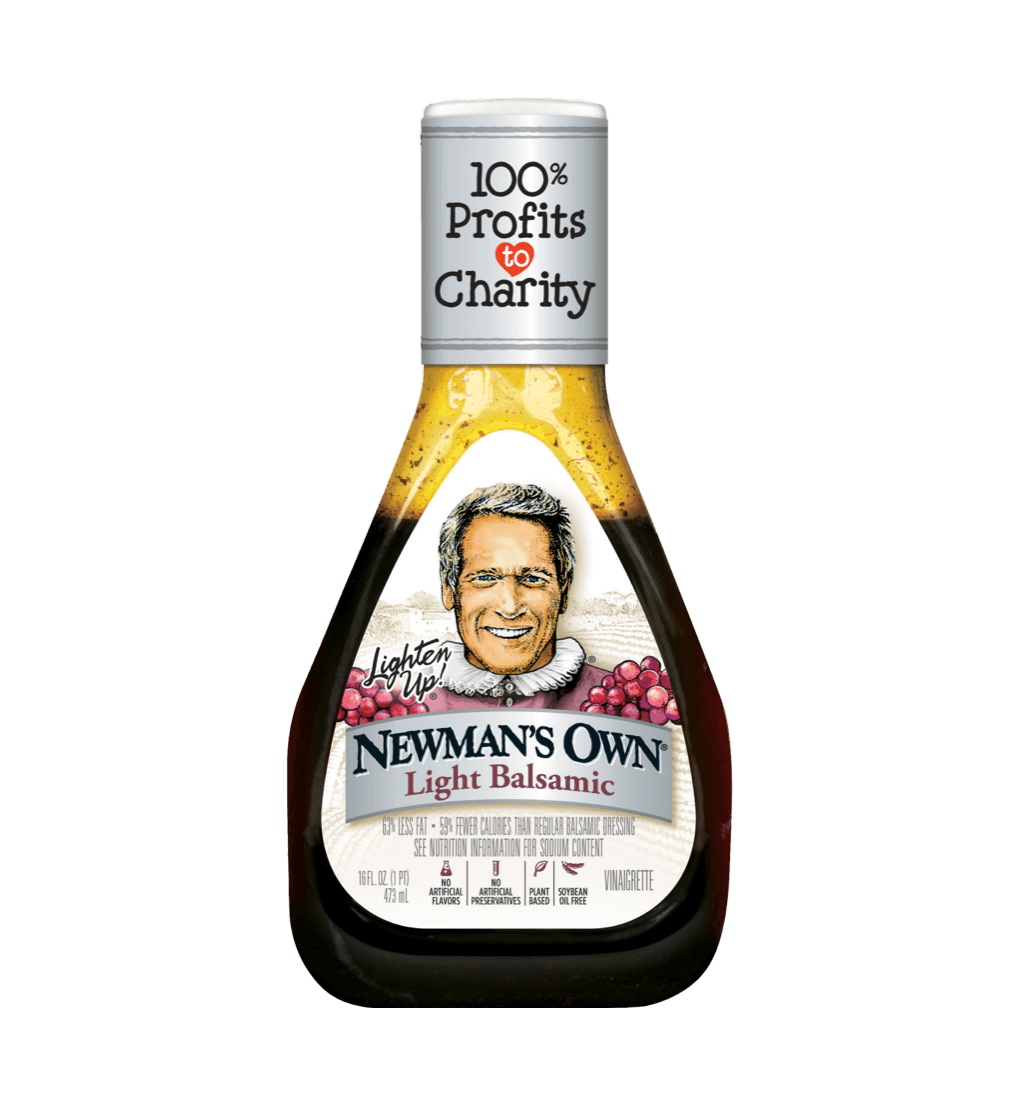 100%
Profits
to
Charity
Lighten
Up!®
®
NEWMAN'S OWN®
Light Balsamic
63% LESS FAT • 59% FEWER CALORIES THAN REGULAR BALSAMIC DRESSING
SEE NUTRITION INFORMATION FOR SODIUM CONTENT
16 FL. OZ. (1 PT)
473 mL
NO
ARTIFICIAL
FLAVORS
NO
ARTIFICIAL
PRESERVATIVES
PLANT
BASED
SOYBEAN
OIL FREE
VINAIGRETTE